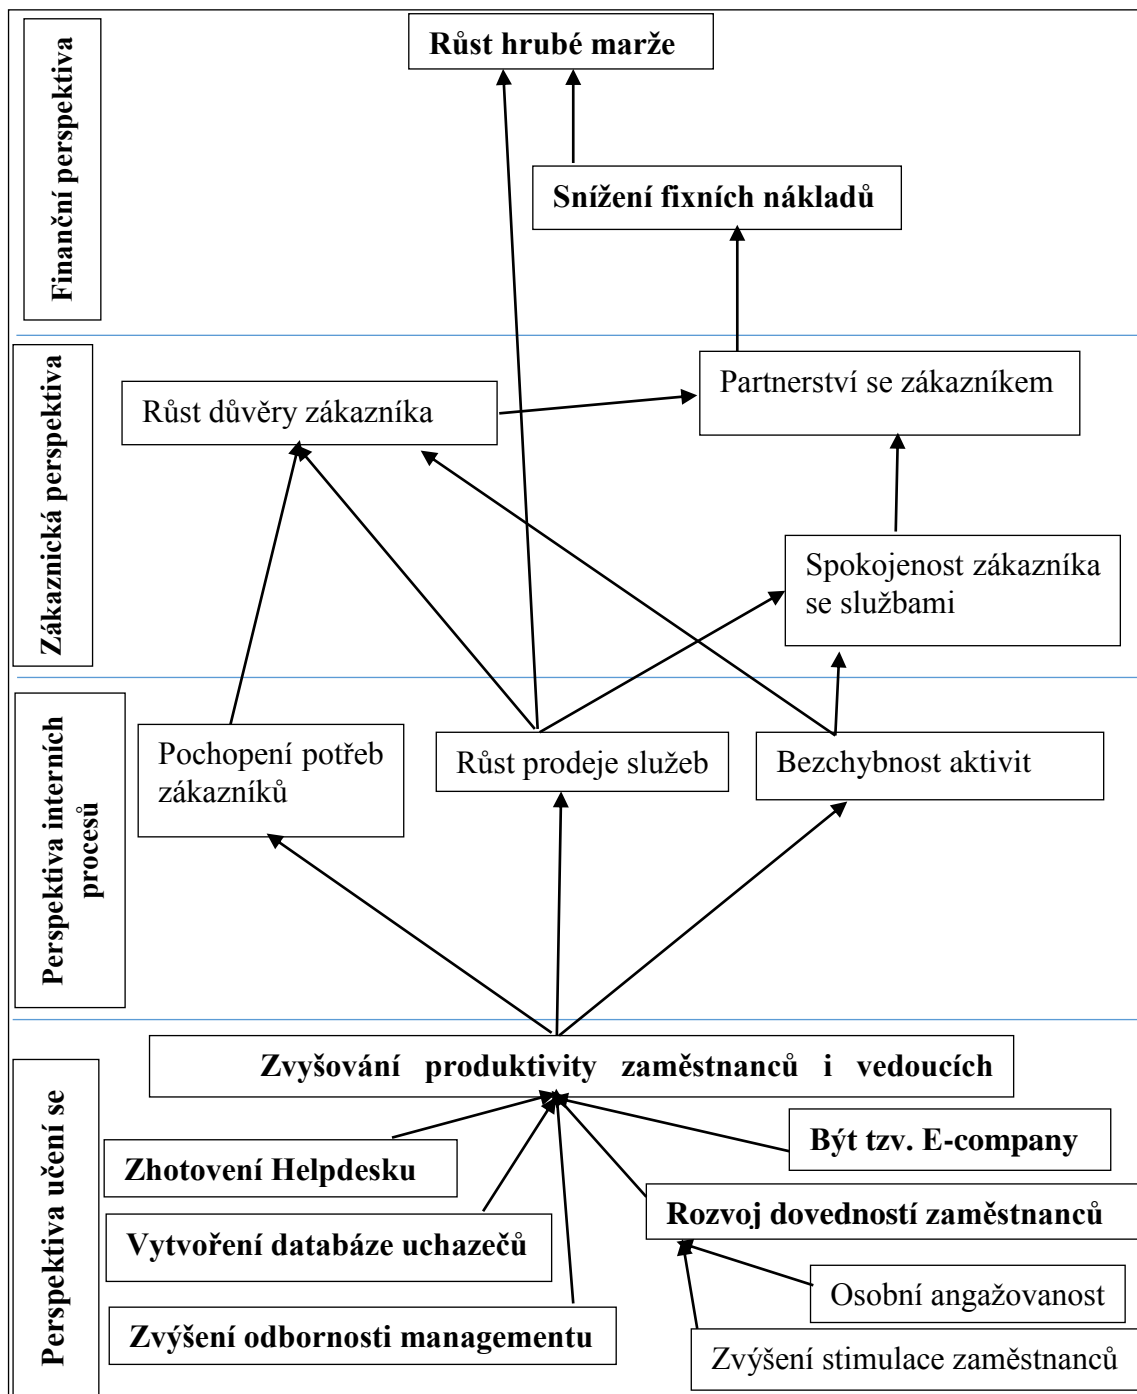 Finanční perspektiva
Růst hrubé marže
Snížení fixních nákladů
Zákaznická perspektiva
Partnerství se zákazníkem
Růst důvěry zákazníka
Spokojenost zákazníka
se službami
Perspektiva interních
procesů
Pochopení potřeb
zákazníků
Růst prodeje služeb
Bezchybnost aktivit
Perspektiva učení se
Zvyšování produktivity zaměstnanců i vedoucích
Být tzv. E-company
Zhotovení Helpdesku
Rozvoj dovedností zaměstnanců
Vytvoření databáze uchazečů
Osobní angažovanost
Zvýšení odbornosti managementu
Zvýšení stimulace zaměstnanců